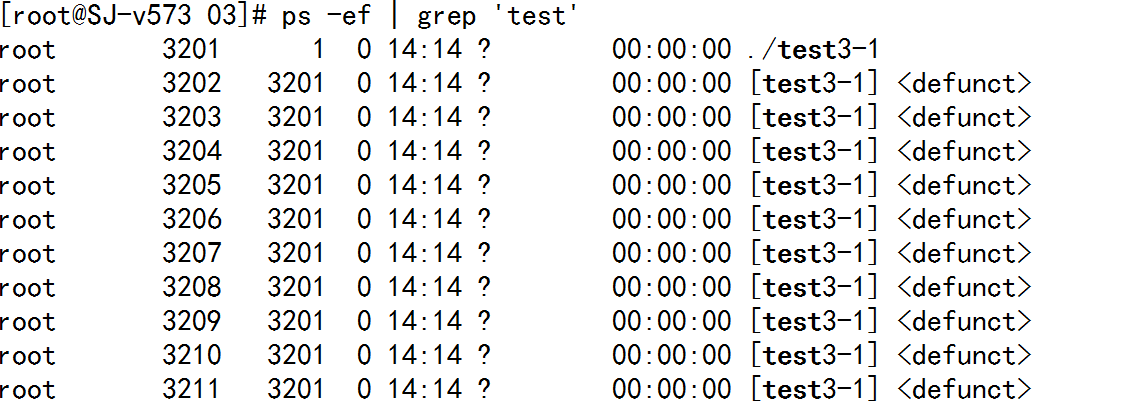 [root@SJ-v573 03]# ps -ef | grep 'test'
root 3201 1 0 14:14 ? 00:00:00 ./test3-1
root 3202 3201 0 14:14 ? 00:00:00 [test3-1] <defunct>
root 3203 3201 0 14:14 ? 00:00:00 [test3-1] <defunct>
root 3204 3201 0 14:14 ? 00:00:00 [test3-1] <defunct>
root 3205 3201 0 14:14 ? 00:00:00 [test3-1] <defunct>
root 3206 3201 0 14:14 ? 00:00:00 [test3-1] <defunct>
root 3207 3201 0 14:14 ? 00:00:00 [test3-1] <defunct>
root 3208 3201 0 14:14 ? 00:00:00 [test3-1] <defunct>
root 3209 3201 0 14:14 ? 00:00:00 [test3-1] <defunct>
root 3210 3201 0 14:14 ? 00:00:00 [test3-1] <defunct>
root 3211 3201 0 14:14 ? 00:00:00 [test3-1] <defunct>